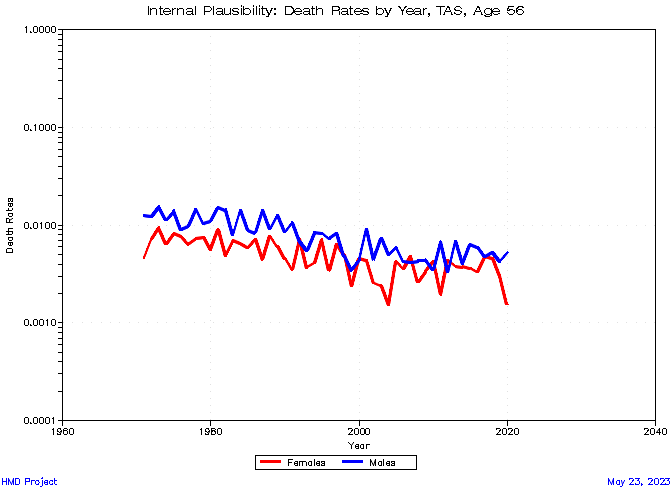 Internal Plausibility: Death Rates by Year, TAS, Age 56
1.0000
0.1000
0.0100
0.0010
0.0001
Death Rates
1960
1980
2000
2020
2040
Year
Females
Males
HMD Project
May 23, 2023